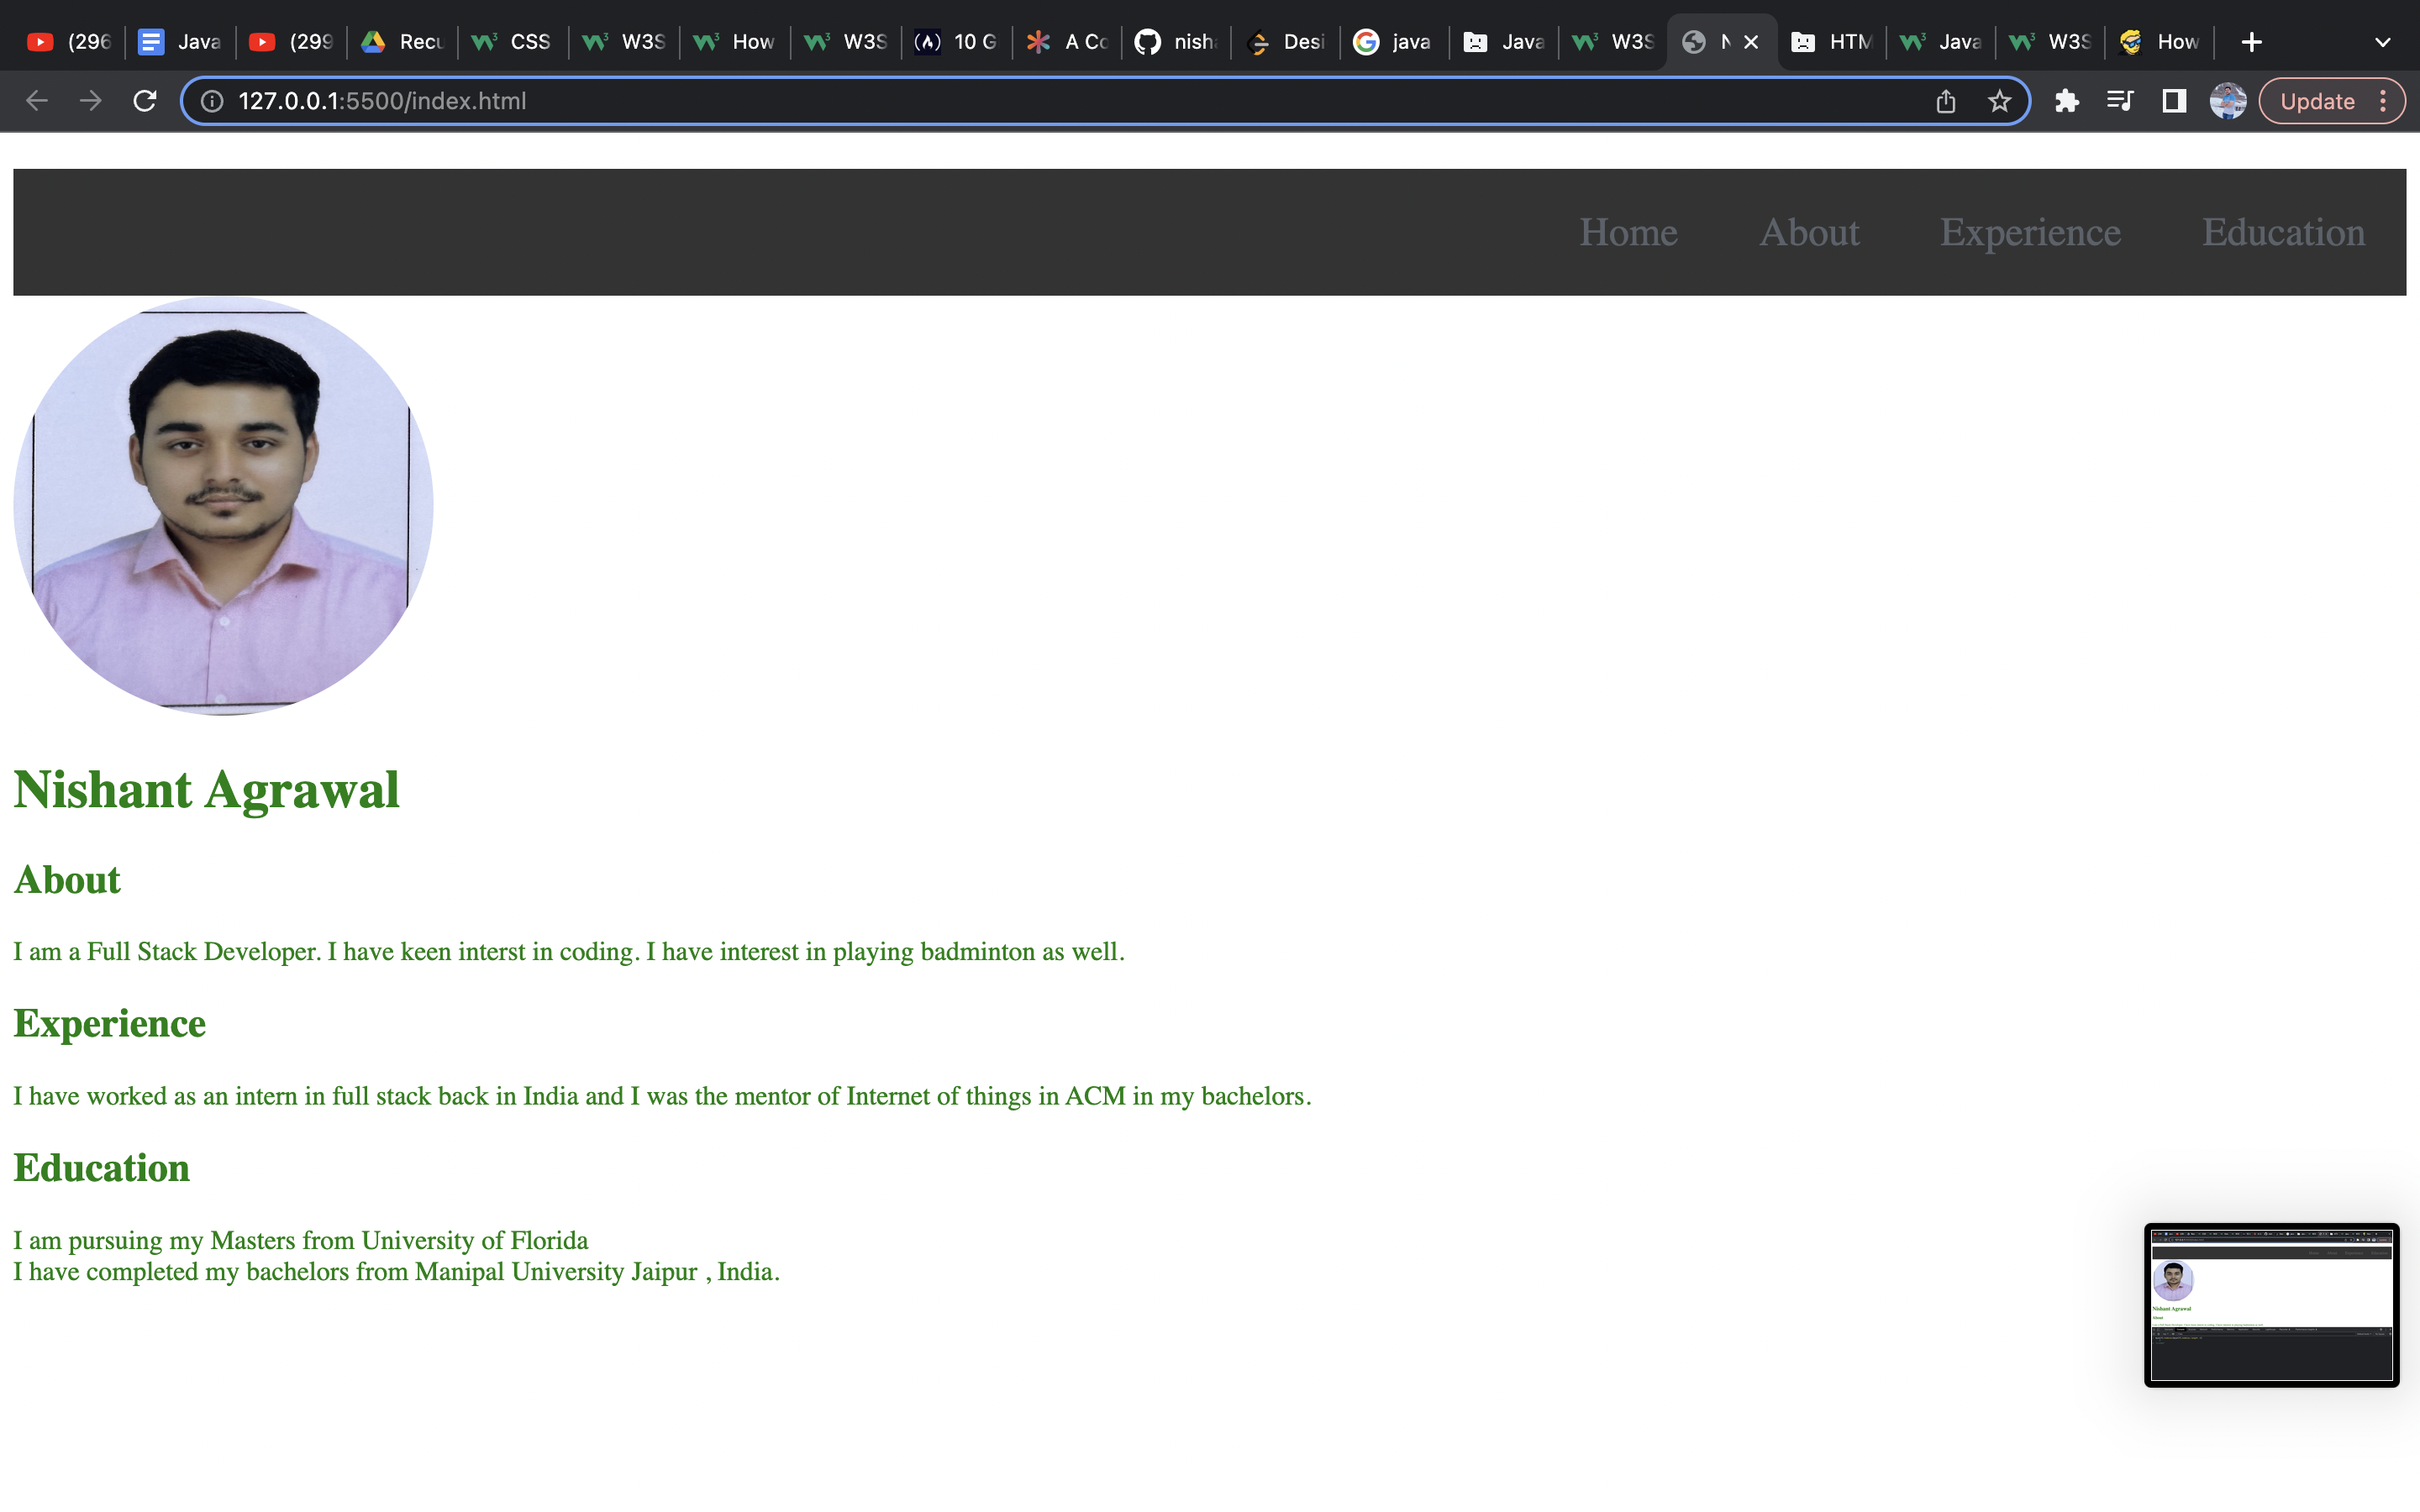 (296 Java (299 Recu CSS W3S How W3S 10 G A Co nish Desi java Java W3S N HTM Java W3S How
127.0.0.1:5500/index.html Update
Home About Experience Education
Nishant Agrawal
About
I am a Full Stack Developer. I have keen interst in coding. I have interest in playing badminton as well.
Experience
I have worked as an intern in full stack back in India and I was the mentor of Internet of things in ACM in my bachelors.
Education
I am pursuing my Masters from University of Florida
I have completed my bachelors from Manipal University Jaipur , India.
Nishant Agrawal
About